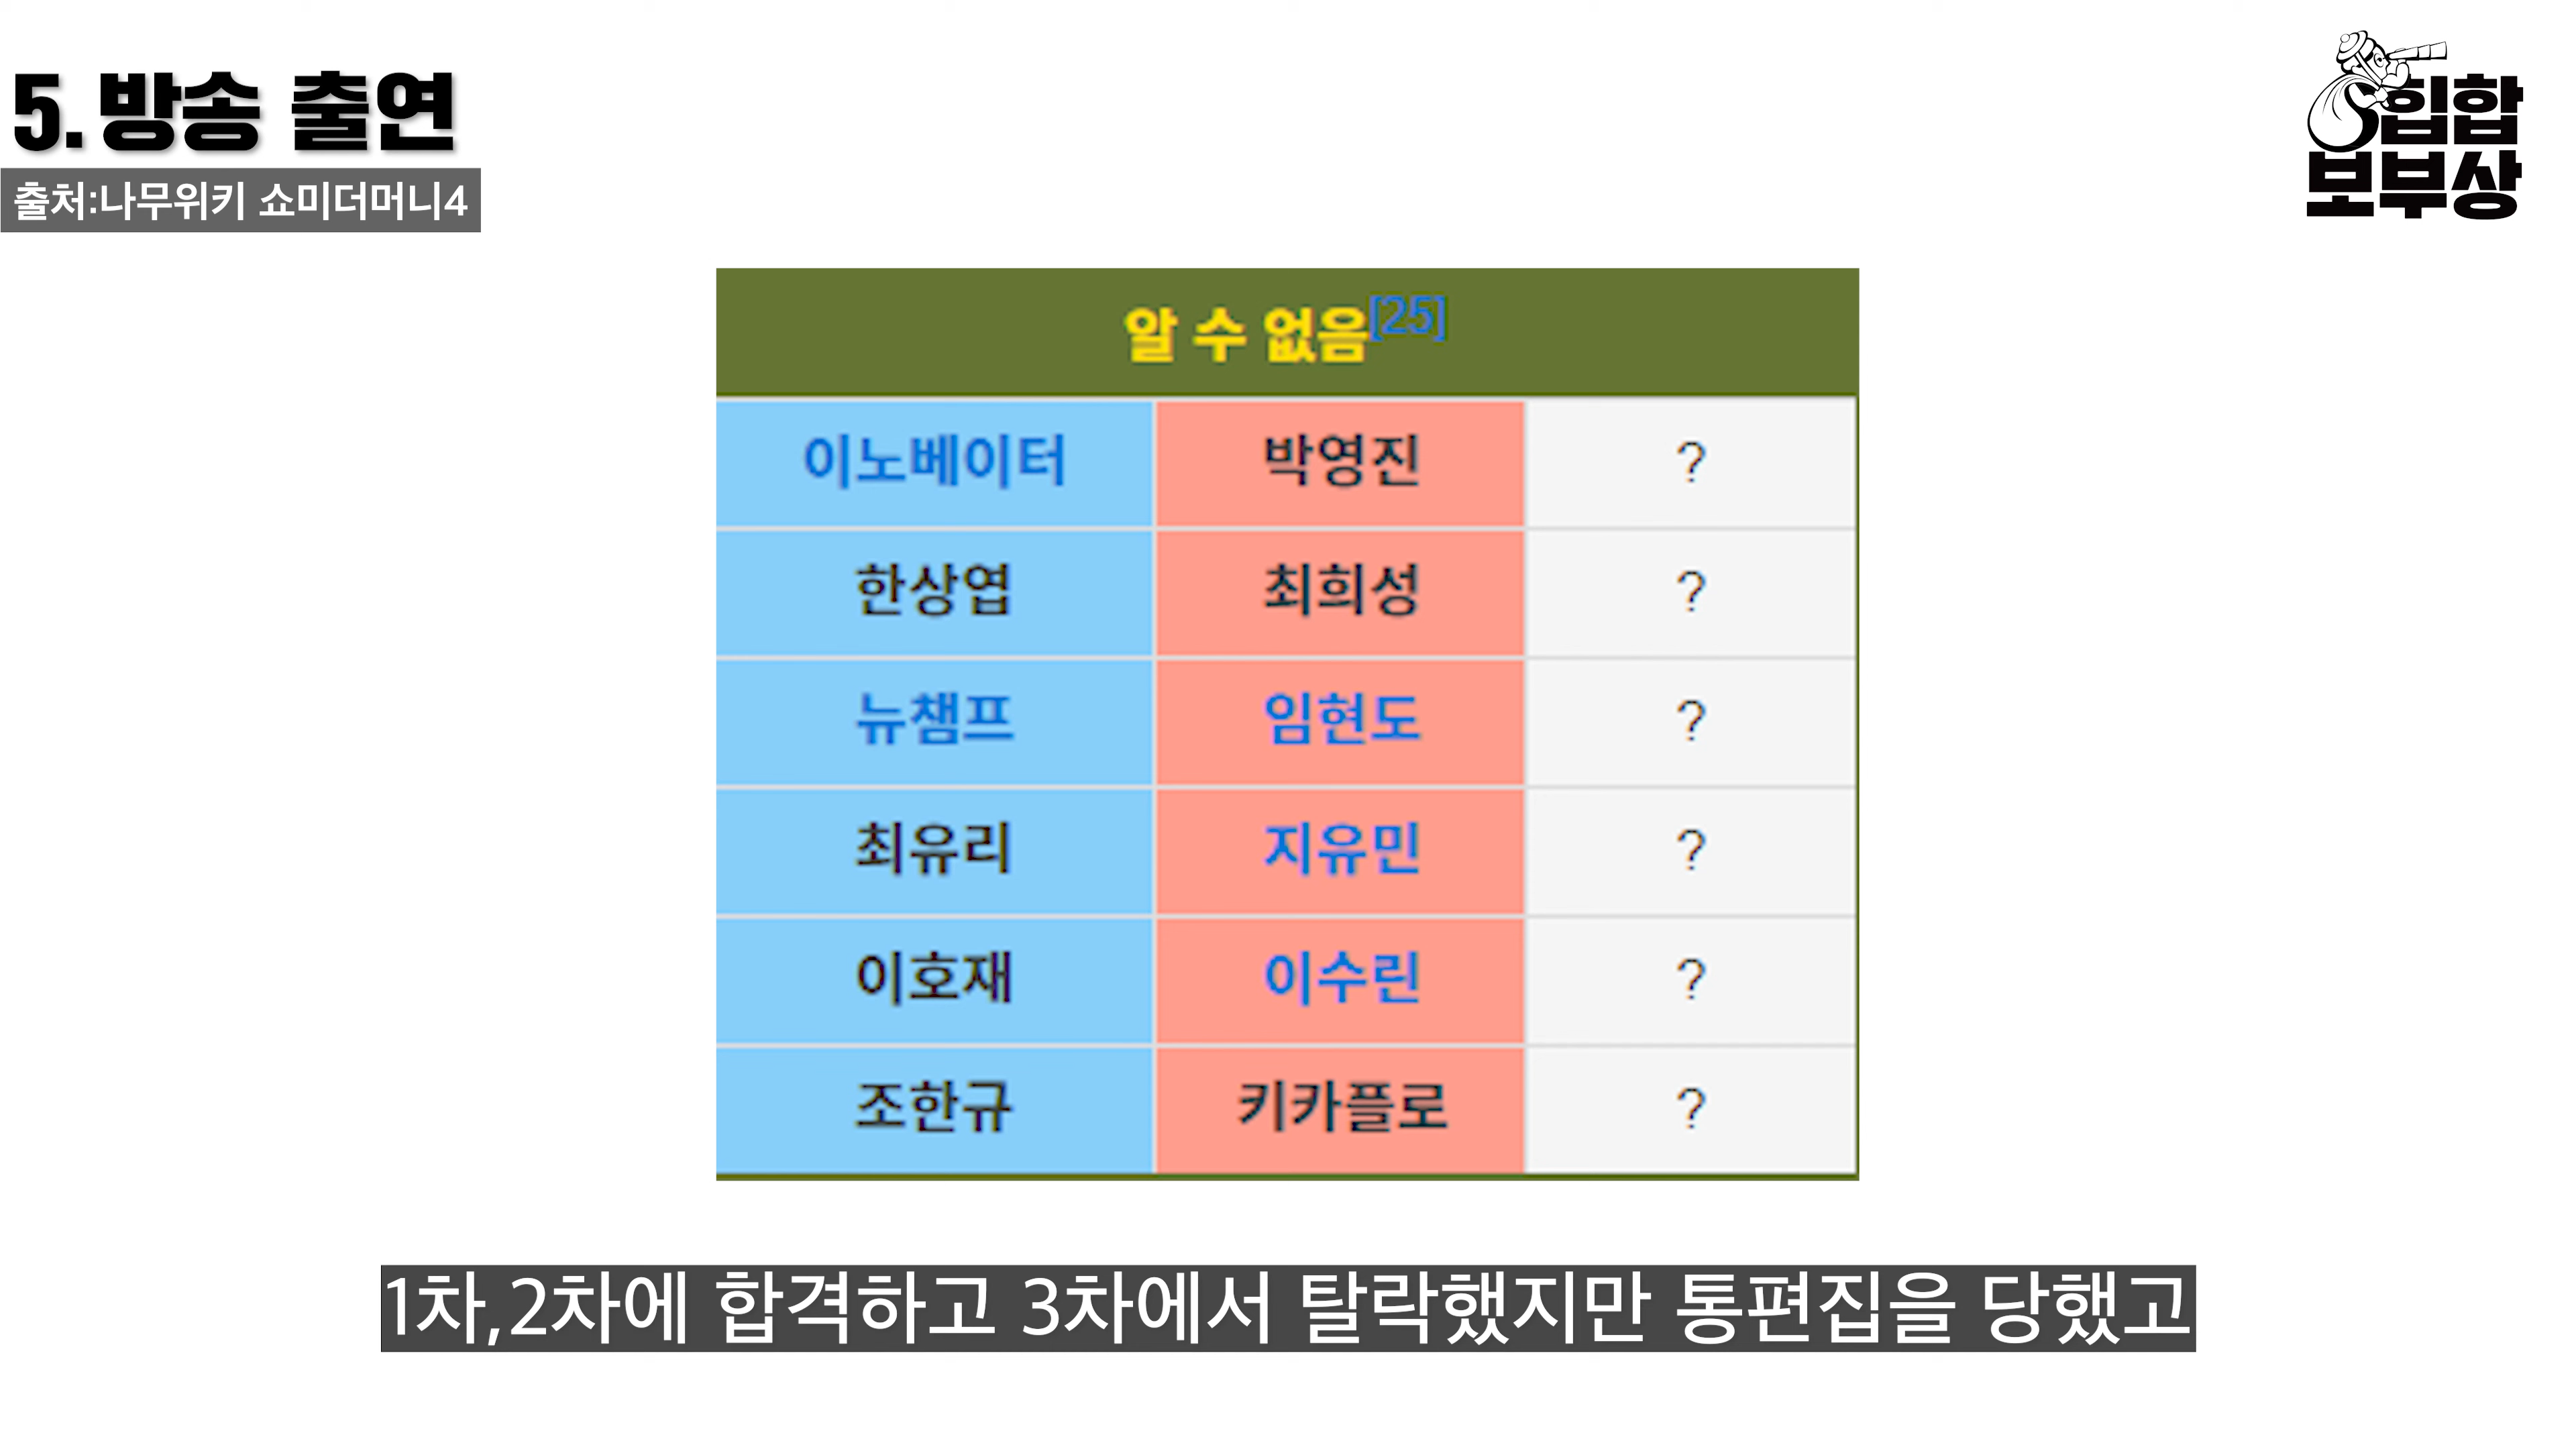 5. 방송 출연
출처:나무위키 쇼미더머니4
힙합
보부상
알 수 없음[25]
이노베이터 박영진 ?
한상엽 최희성 ?
뉴챔프 임현도 ?
최유리 지유민 ?
이호재 이수린 ?
조한규 키카플로 ?
1차,2차에 합격하고 3차에서 탈락했지만 통편집을 당했고